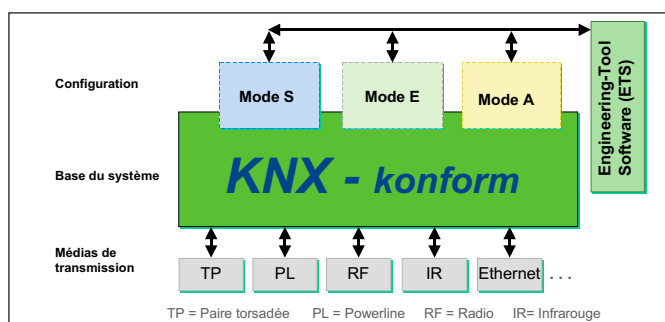 Configuration
Mode S
Mode E
Mode A
Engineering-Tool
Software (ETS)
Base du système
KNX - konform
Médias de
transmission
TP
PL
RF
IR
Ethernet
. . .
TP = Paire torsadée PL = Powerline RF = Radio IR= Infrarouge